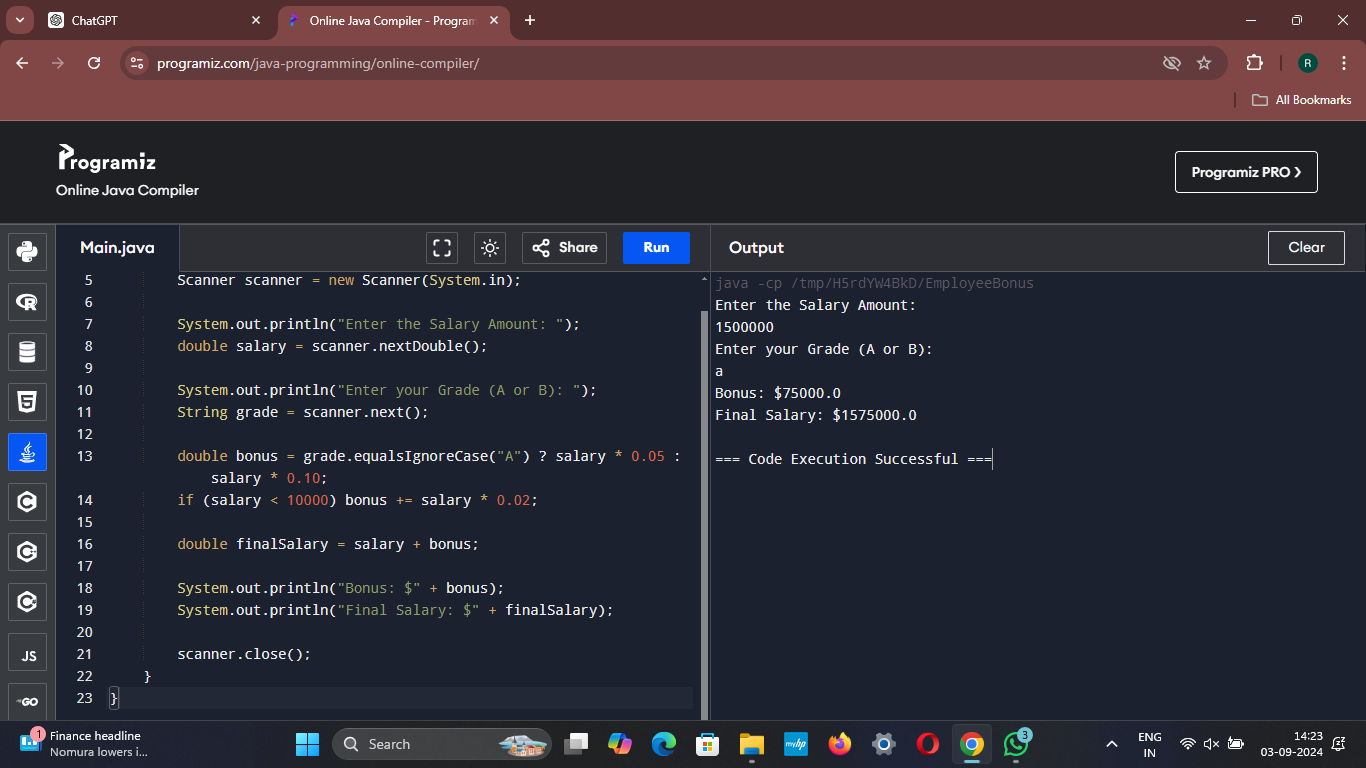 ChatGPT
Online Java Compiler - Program
programiz.com/java-programming/online-compiler/
R
All Bookmarks
Programiz
Online Java Compiler
Programiz PRO ❯
Main.java
Share
Run
Output
Clear
5 Scanner scanner = new Scanner(System.in);
6
7 System.out.println("Enter the Salary Amount: ");
8 double salary = scanner.nextDouble();
9
10 System.out.println("Enter your Grade (A or B): ");
11 String grade = scanner.next();
12
13 double bonus = grade.equalsIgnoreCase("A") ? salary * 0.05 :
salary * 0.10;
14 if (salary < 10000) bonus += salary * 0.02;
15
16 double finalSalary = salary + bonus;
17
18 System.out.println("Bonus: $" + bonus);
19 System.out.println("Final Salary: $" + finalSalary);
20
21 scanner.close();
22 }
23 }
java -cp /tmp/H5rdYW4BkD/EmployeeBonus
Enter the Salary Amount:
1500000
Enter your Grade (A or B):
a
Bonus: $75000.0
Final Salary: $1575000.0
=== Code Execution Successful ===
R
5
C
C
C
JS
GO
1
Finance headline
Nomura lowers i...
Search
myhp
3
ENG
IN
14:23
03-09-2024